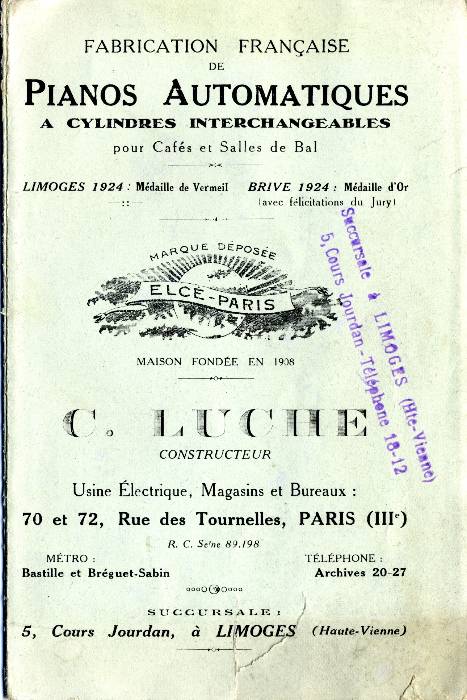 FABRICATION FRANÇAISE
DE
PIANOS AUTOMATIQUES
A CYLINDRES INTERCHANGEABLES
pour Cafés et Salles de Bal
LIMOGES 1924 : Médaille de Vermeil
BRIVE 1924 : Médaille d'Or
(avec félicitations du Jury)
MARQUE DÉPOSÉE
ELCÉ-PARIS
MAISON FONDÉE EN 1908
Succursale à LIMOGES (Hte-Vienne)
5, Cours Jourdan - Téléphone 18-12
C. LUCHE
CONSTRUCTEUR
Usine Électrique, Magasins et Bureaux :
70 et 72, Rue des Tournelles, PARIS (IIIe)
R. C. Seine 89.198
MÉTRO :
Bastille et Bréguet-Sabin
TÉLÉPHONE :
Archives 20-27
SUCCURSALE :
5, Cours Jourdan, à LIMOGES (Haute-Vienne)